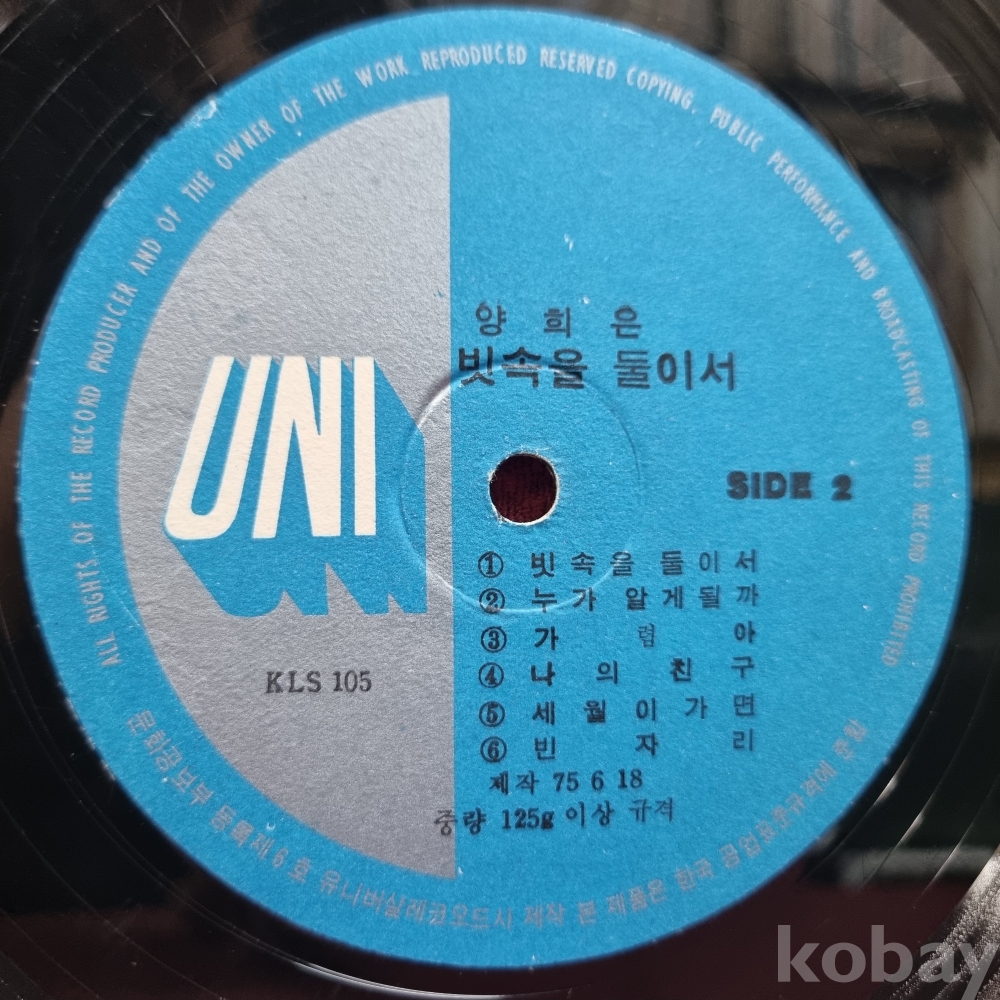 ALL RIGHTS OF THE RECORD PRODUCER AND OF THE OWNER OF THE WORK REPRODUCED RESERVED COPYING. PUBLIC PERFORMANCE AND BROADCASTING OF THIS RECORD PROHIBITED
양 희 은
빗속을 둘이서
UNI
SIDE 2
KLS 105
① 빗속을 둘이서
② 누가 알게될까
③ 가 렴 아
④ 나 의 친 구
⑤ 세 월 이 가 면
⑥ 빈 자 리
제작 75 6 18
중량 125g 이상 규격
문화공보부 등록제6호 유니버살레코오드사 제작 본 제품은 한국 공업표준규격에 준함
kobay